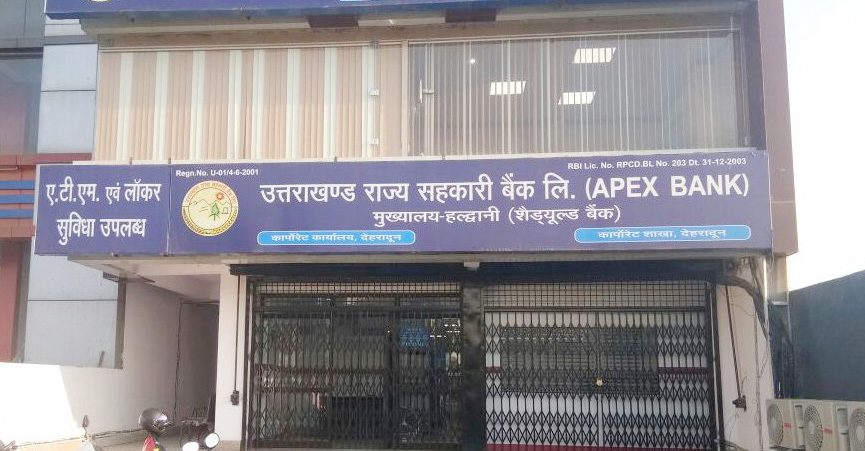 ए.टी.एम. एवं लॉकर
सुविधा उपलब्ध
Regn.No. U-01/4-6-2001
RBI Lic. No. RPCD.BL No. 203 Dt. 31-12-2003
उत्तराखण्ड राज्य सहकारी बैंक लि. (APEX BANK)
मुख्यालय-हल्द्वानी (शैड्यूल्ड बैंक)
कार्पोरेट कार्यालय, देहरादून
कार्पोरेट शाखा, देहरादून